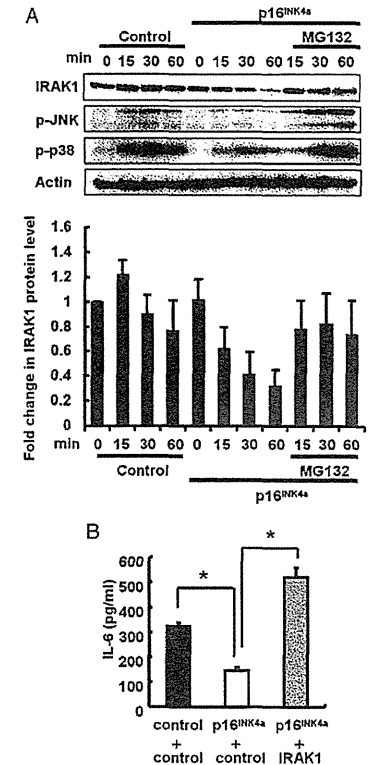 A
p16INK4a
Control MG132
min 0 15 30 60 0 15 30 60 15 30 60
IRAK1
p-JNK
p-p38
Actin
Fold change in IRAK1 protein level
1.6
1.4
1.2
1
0.8
0.6
0.4
0.2
0
min 0 15 30 60 0 15 30 60 15 30 60
Control MG132
p16INK4a
B
IL-6 (pg/ml)
600
500
400
300
200
100
0
* *
control p16INK4a p16INK4a
+ + +
control control IRAK1